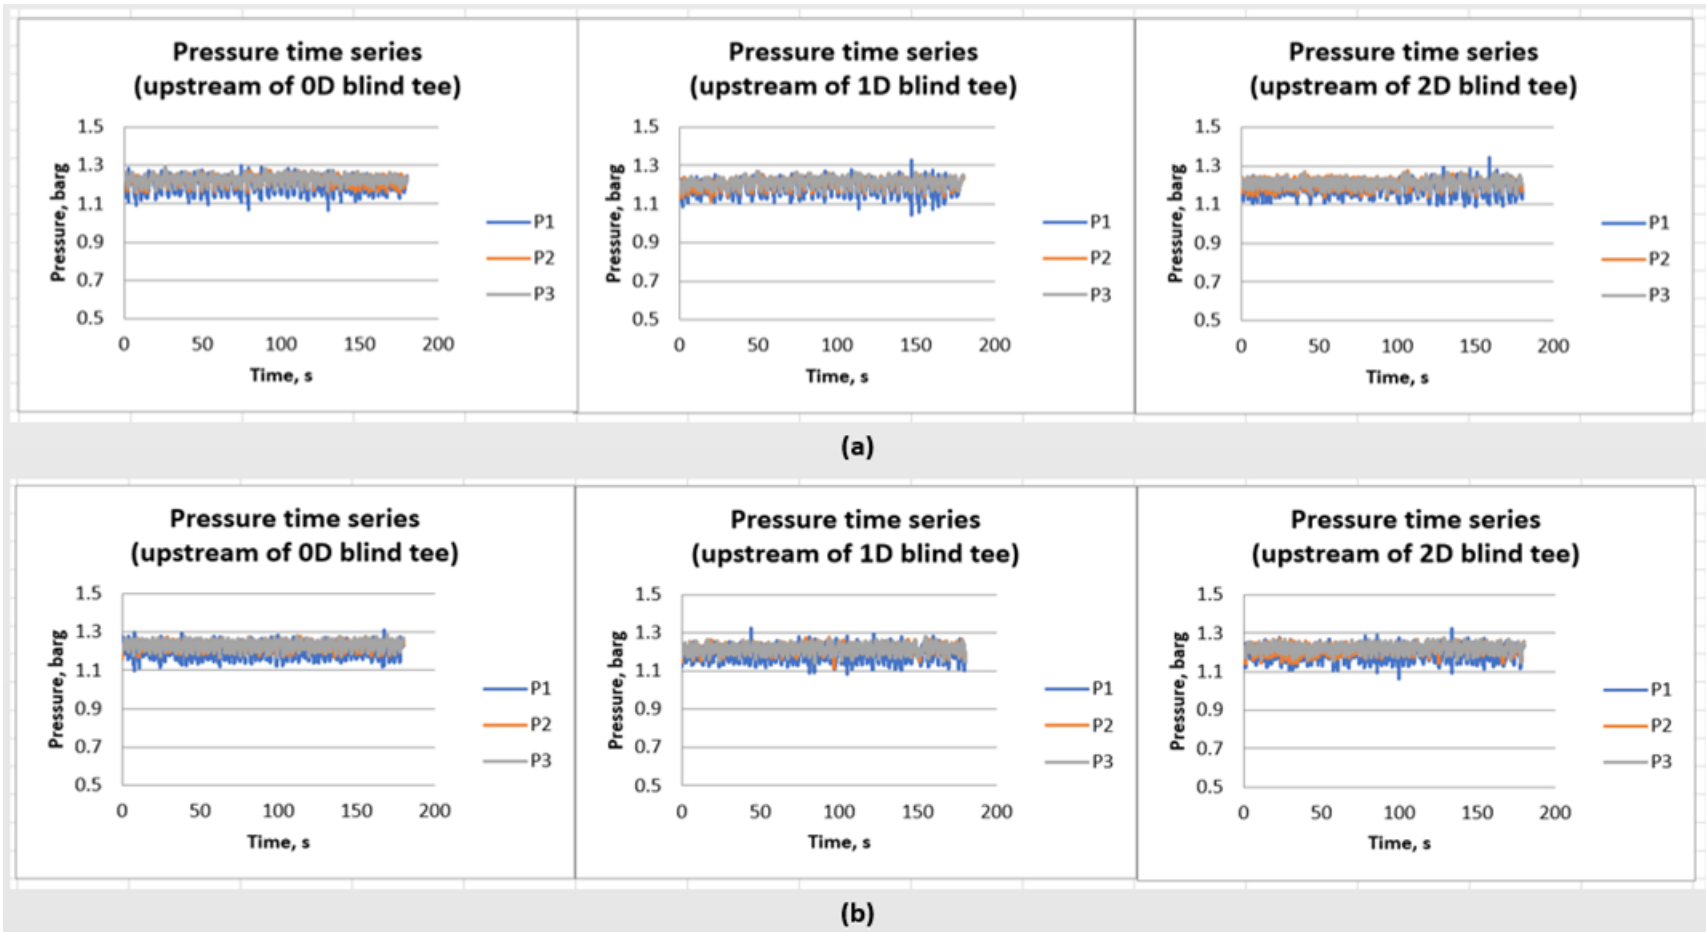 Pressure time series
(upstream of 0D blind tee)
1.5
1.3
1.1
0.9
0.7
0.5
Pressure, barg
0 50 100 150 200
Time, s
P1
P2
P3
Pressure time series
(upstream of 1D blind tee)
1.5
1.3
1.1
0.9
0.7
0.5
Pressure, barg
0 50 100 150 200
Time, s
P1
P2
P3
Pressure time series
(upstream of 2D blind tee)
1.5
1.3
1.1
0.9
0.7
0.5
Pressure, barg
0 50 100 150 200
Time, s
P1
P2
P3
(a)
Pressure time series
(upstream of 0D blind tee)
1.5
1.3
1.1
0.9
0.7
0.5
Pressure, barg
0 50 100 150 200
Time, s
P1
P2
P3
Pressure time series
(upstream of 1D blind tee)
1.5
1.3
1.1
0.9
0.7
0.5
Pressure, barg
0 50 100 150 200
Time, s
P1
P2
P3
Pressure time series
(upstream of 2D blind tee)
1.5
1.3
1.1
0.9
0.7
0.5
Pressure, barg
0 50 100 150 200
Time, s
P1
P2
P3
(b)